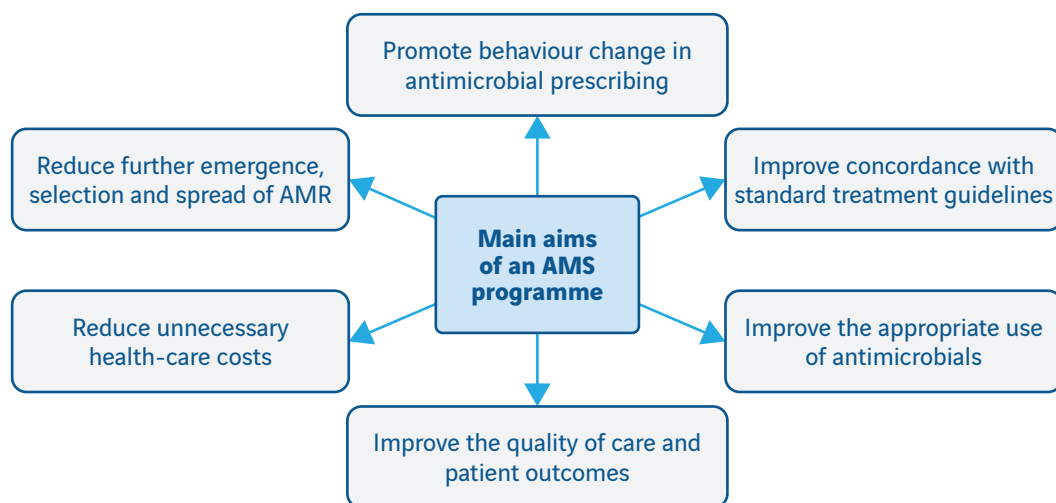 Promote behaviour change in
antimicrobial prescribing
Reduce further emergence,
selection and spread of AMR
Improve concordance with
standard treatment guidelines
Main aims
of an AMS
programme
Reduce unnecessary
health-care costs
Improve the appropriate use
of antimicrobials
Improve the quality of care and
patient outcomes